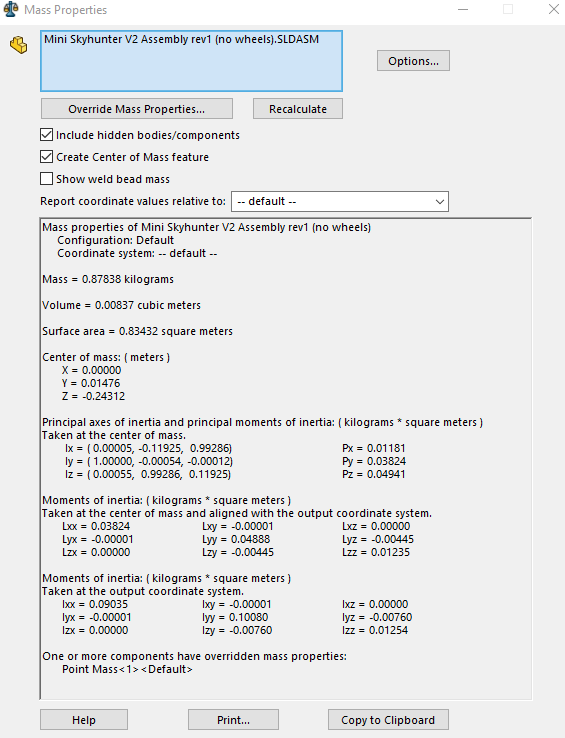 Mass Properties
Mini Skyhunter V2 Assembly rev1 (no wheels).SLDASM
Options...
Override Mass Properties...
Recalculate
Include hidden bodies/components
Create Center of Mass feature
Show weld bead mass
Report coordinate values relative to: -- default --
Mass properties of Mini Skyhunter V2 Assembly rev1 (no wheels)
Configuration: Default
Coordinate system: -- default --
Mass = 0.87838 kilograms
Volume = 0.00837 cubic meters
Surface area = 0.83432 square meters
Center of mass: ( meters )
X = 0.00000
Y = 0.01476
Z = -0.24312
Principal axes of inertia and principal moments of inertia: ( kilograms * square meters )
Taken at the center of mass.
Ix = ( 0.00005, -0.11925, 0.99286) Px = 0.01181
Iy = ( 1.00000, -0.00054, -0.00012) Py = 0.03824
Iz = ( 0.00055, 0.99286, 0.11925) Pz = 0.04941
Moments of inertia: ( kilograms * square meters )
Taken at the center of mass and aligned with the output coordinate system.
Lxx = 0.03824 Lxy = -0.00001 Lxz = 0.00000
Lyx = -0.00001 Lyy = 0.04888 Lyz = -0.00445
Lzx = 0.00000 Lzy = -0.00445 Lzz = 0.01235
Moments of inertia: ( kilograms * square meters )
Taken at the output coordinate system.
Ixx = 0.09035 Ixy = -0.00001 Ixz = 0.00000
Iyx = -0.00001 Iyy = 0.10080 Iyz = -0.00760
Izx = 0.00000 Izy = -0.00760 Izz = 0.01254
One or more components have overridden mass properties:
Point Mass<1><Default>
Help
Print...
Copy to Clipboard